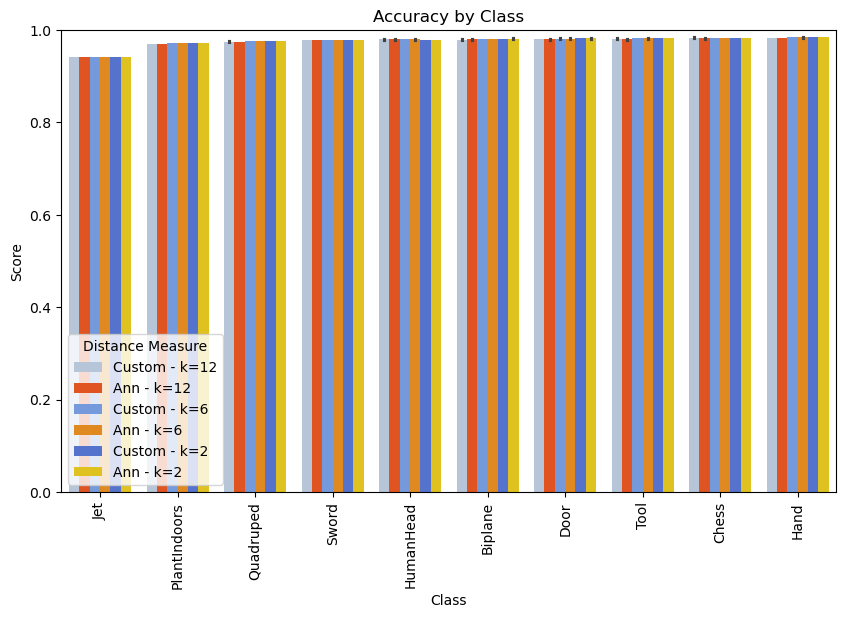 Accuracy by Class
Score
1.0
0.8
0.6
0.4
0.2
0.0
Distance Measure
Custom - k=12
Ann - k=12
Custom - k=6
Ann - k=6
Custom - k=2
Ann - k=2
Jet
PlantIndoors
Quadruped
Sword
HumanHead
Biplane
Door
Tool
Chess
Hand
Class